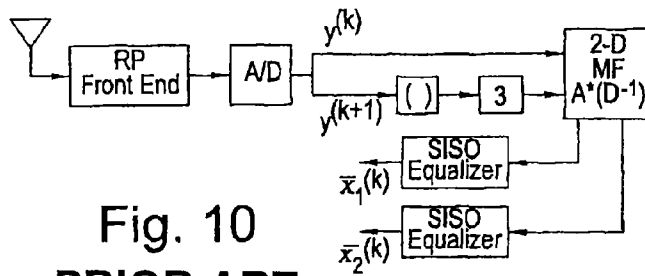 y(k)
RP
Front End
A/D
2-D
MF
A*(D-1)
y(k+1)
( )
3
SISO
Equalizer
x̅1(k)
SISO
Equalizer
x̅2(k)
Fig. 10
PRIOR ART